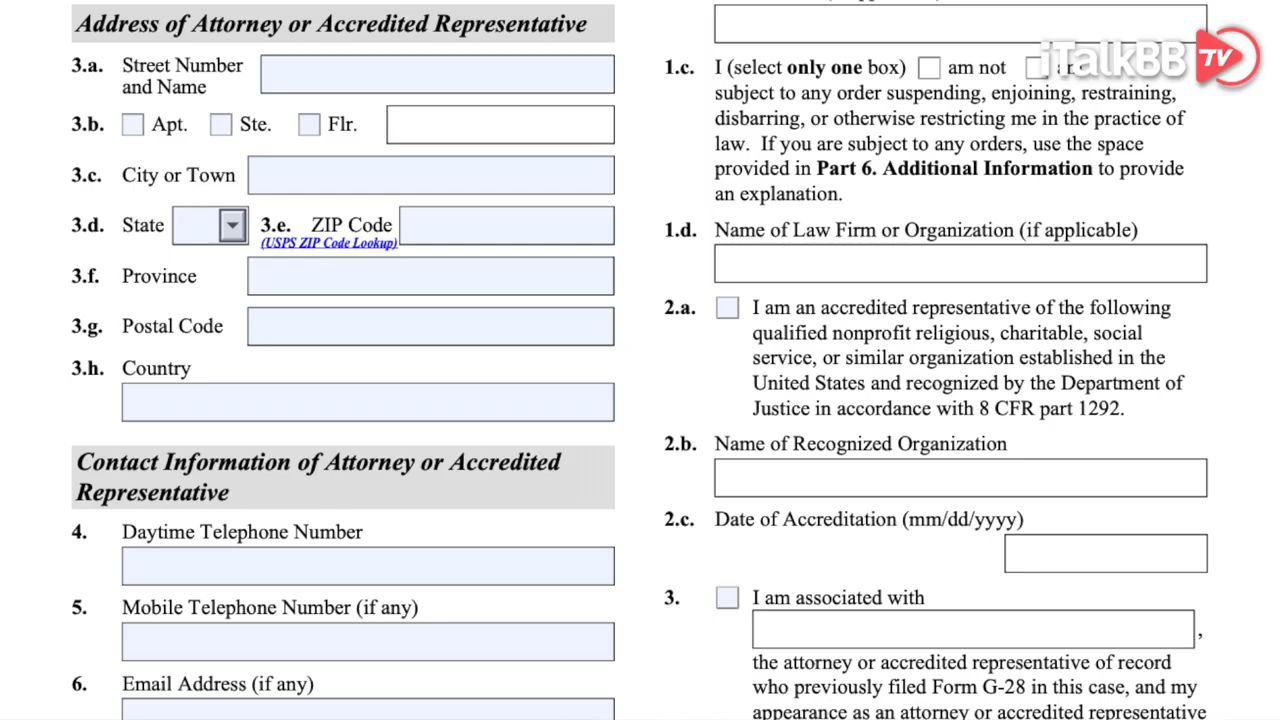 Address of Attorney or Accredited Representative
3.a. Street Number
and Name
3.b. Apt. Ste. Flr.
3.c. City or Town
3.d. State 3.e. ZIP Code
(USPS ZIP Code Lookup)
3.f. Province
3.g. Postal Code
3.h. Country
Contact Information of Attorney or Accredited
Representative
4. Daytime Telephone Number
5. Mobile Telephone Number (if any)
6. Email Address (if any)
1.c. I (select only one box) am not
subject to any order suspending, enjoining, restraining,
disbarring, or otherwise restricting me in the practice of
law. If you are subject to any orders, use the space
provided in Part 6. Additional Information to provide
an explanation.
1.d. Name of Law Firm or Organization (if applicable)
2.a. I am an accredited representative of the following
qualified nonprofit religious, charitable, social
service, or similar organization established in the
United States and recognized by the Department of
Justice in accordance with 8 CFR part 1292.
2.b. Name of Recognized Organization
2.c. Date of Accreditation (mm/dd/yyyy)
3. I am associated with
,
the attorney or accredited representative of record
who previously filed Form G-28 in this case, and my
appearance as an attorney or accredited representative
iTalkBB TV